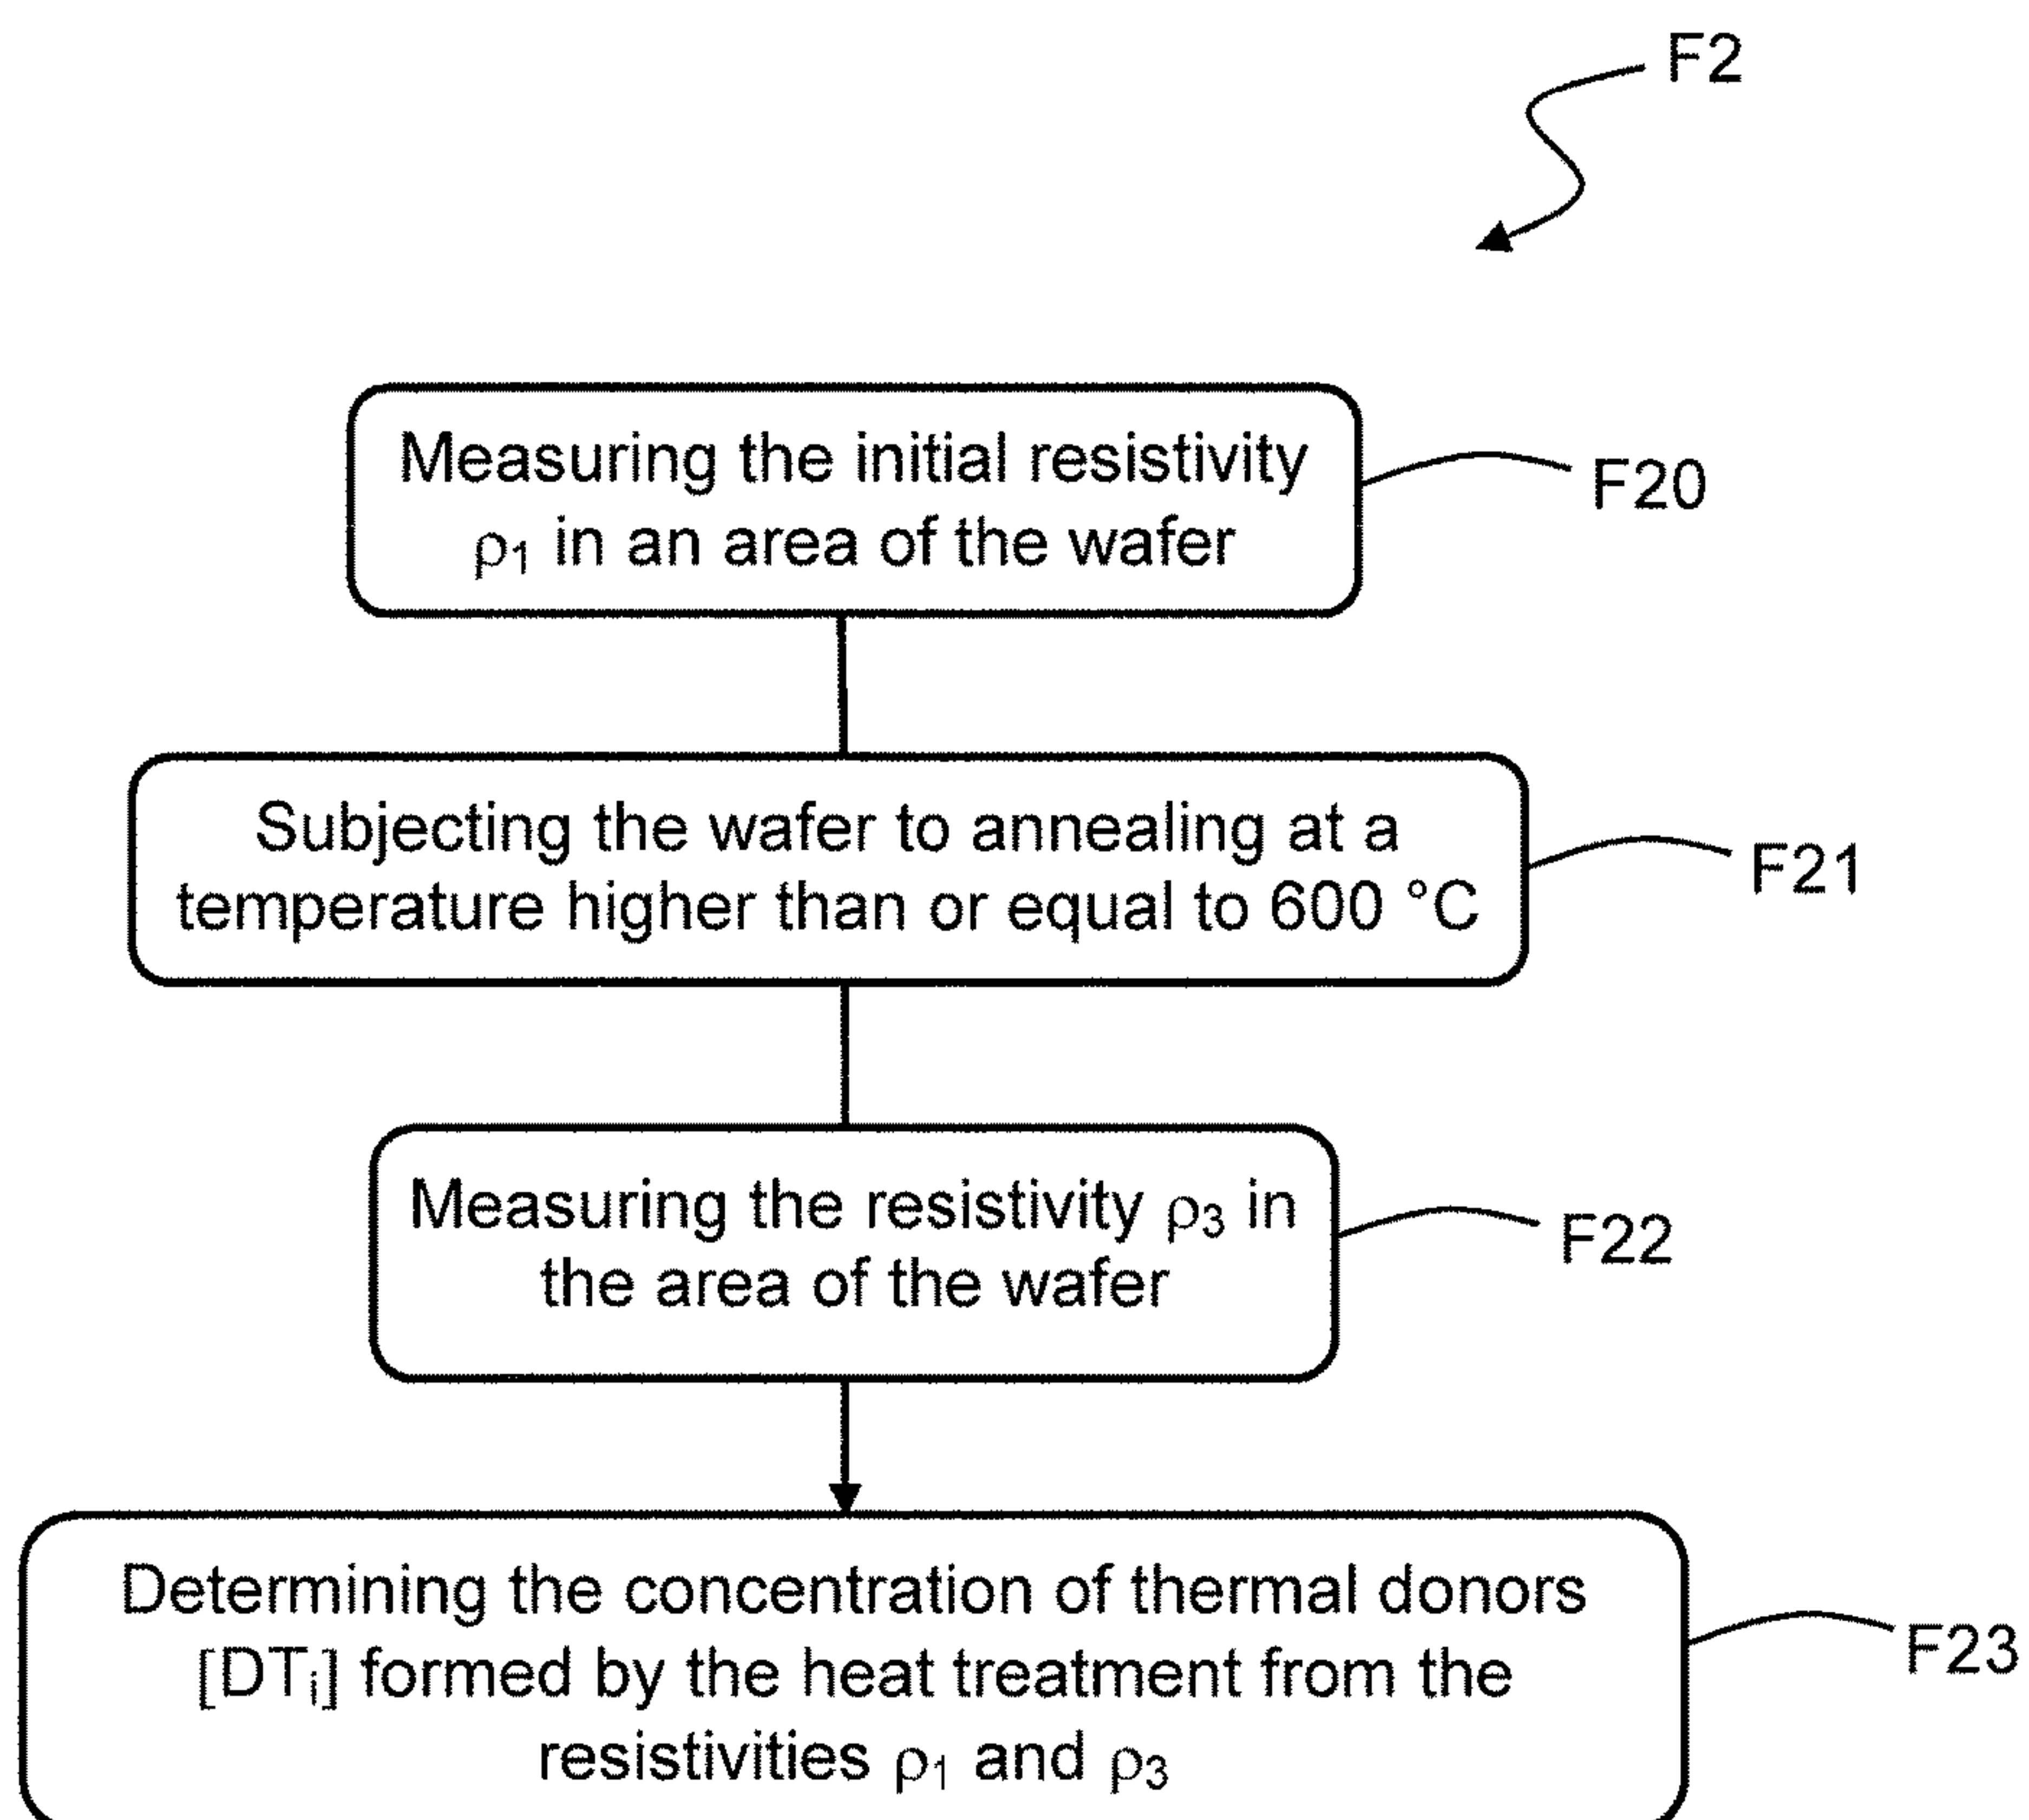 F2
Measuring the initial resistivity
ρ₁ in an area of the wafer
F20
Subjecting the wafer to annealing at a
temperature higher than or equal to 600 °C
F21
Measuring the resistivity ρ₃ in
the area of the wafer
F22
Determining the concentration of thermal donors
[DTᵢ] formed by the heat treatment from the
resistivities ρ₁ and ρ₃
F23